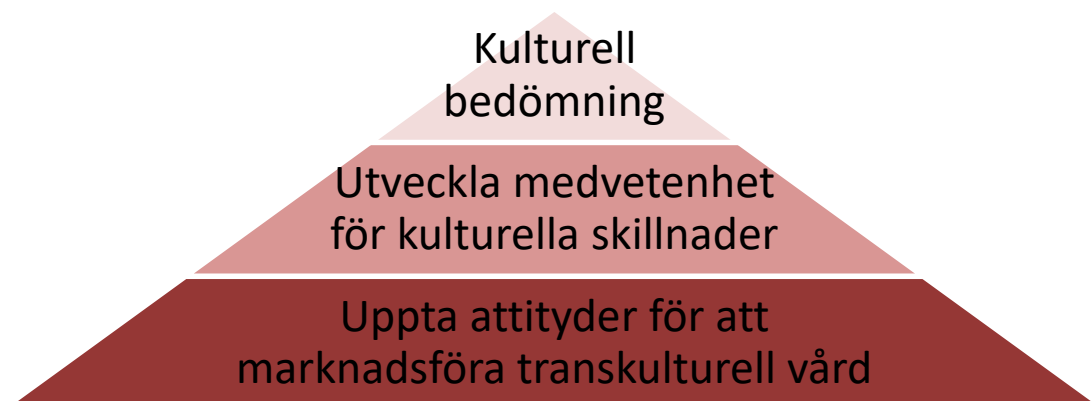 Kulturell
bedömning
Utveckla medvetenhet
för kulturella skillnader
Uppta attityder för att
marknadsföra transkulturell vård